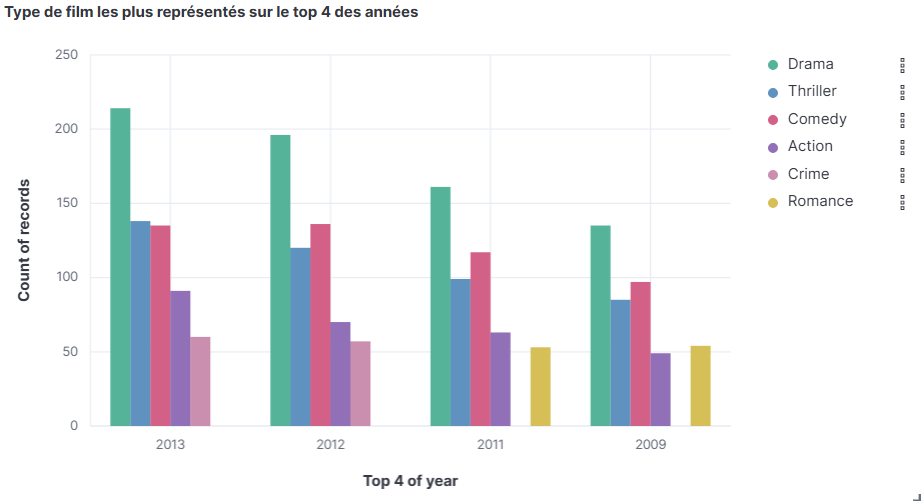 Type de film les plus représentés sur le top 4 des années
250
200
150
100
50
0
Count of records
2013 2012 2011 2009
Top 4 of year
Drama
Thriller
Comedy
Action
Crime
Romance